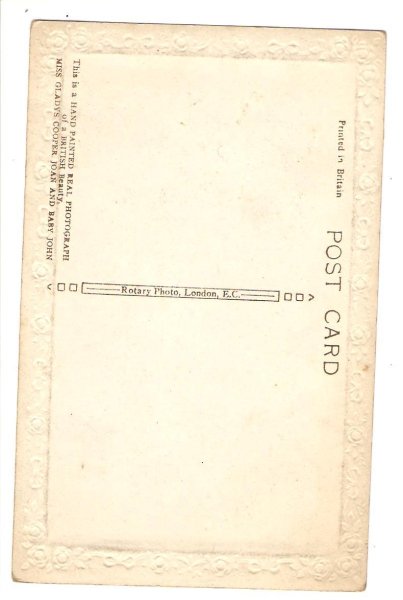 Printed in Britain
POST CARD
Rotary Photo, London, E.C.
This is a HAND PAINTED REAL PHOTOGRAPH
of a BRITISH Beauty.
MISS GLADYS COOPER JOAN AND BABY JOHN